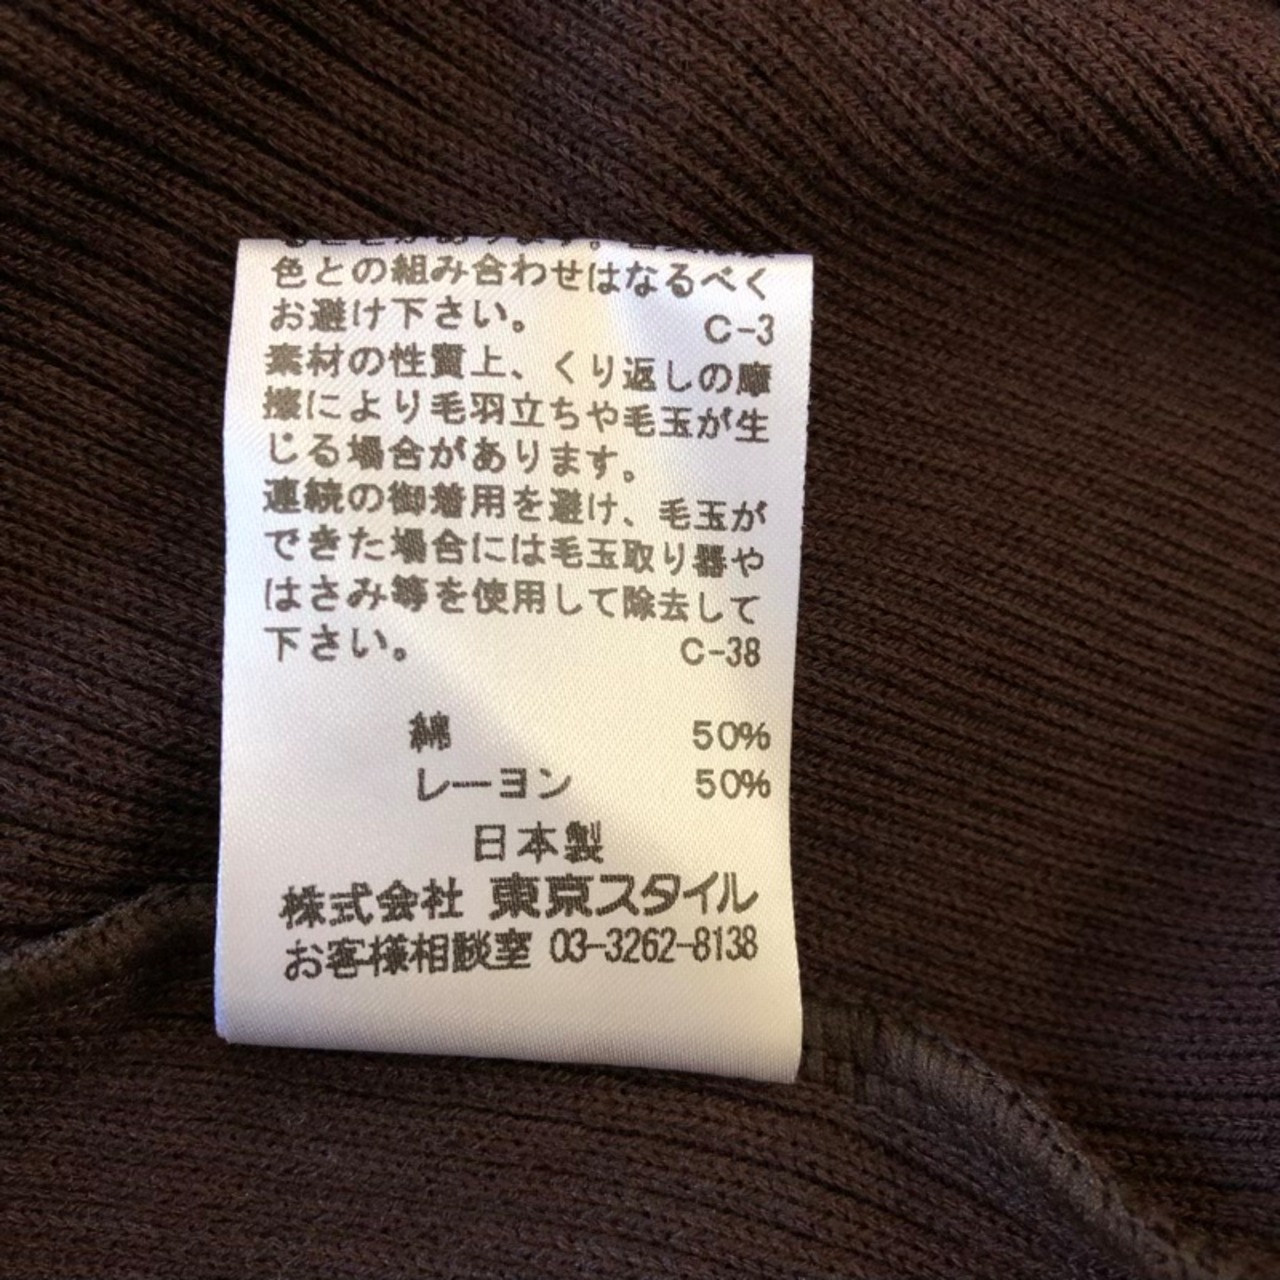 色との組み合わせはなるべく
お避け下さい。 C-3
素材の性質上、くり返しの摩
擦により毛羽立ちや毛玉が生
じる場合があります。
連続の御着用を避け、毛玉が
できた場合には毛玉取り器や
はさみ等を使用して除去して
下さい。 C-38
綿 50%
レーヨン 50%
日本製
株式会社 東京スタイル
お客様相談室 03-3262-8138